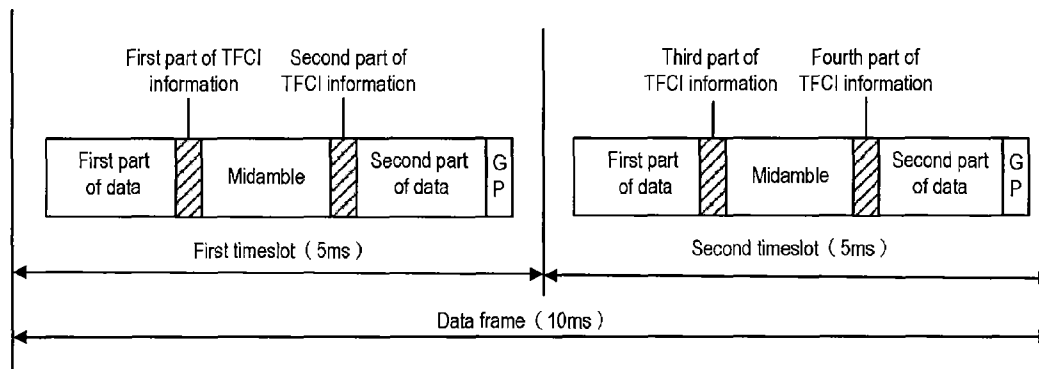 First part of TFCI
information
Second part of
TFCI information
Third part of
TFCI information
Fourth part of
TFCI information
First part
of data
Midamble
Second part
of data
G
P
First part
of data
Midamble
Second part
of data
G
P
First timeslot（5ms）
Second timeslot（5ms）
Data frame（10ms）